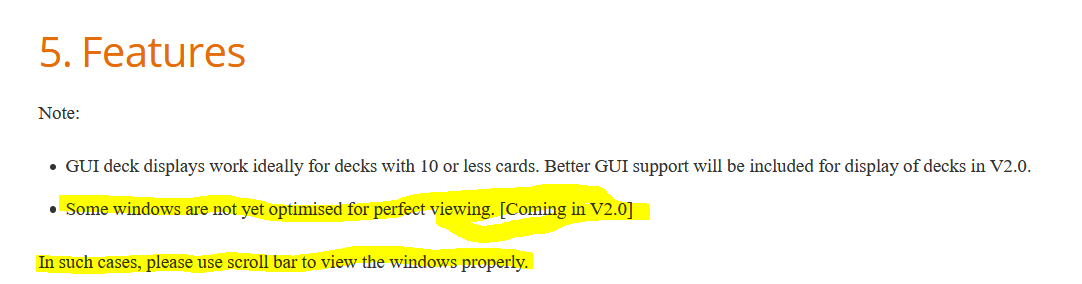 5. Features
Note:
• GUI deck displays work ideally for decks with 10 or less cards. Better GUI support will be included for display of decks in V2.0.
• Some windows are not yet optimised for perfect viewing. [Coming in V2.0]
In such cases, please use scroll bar to view the windows properly.